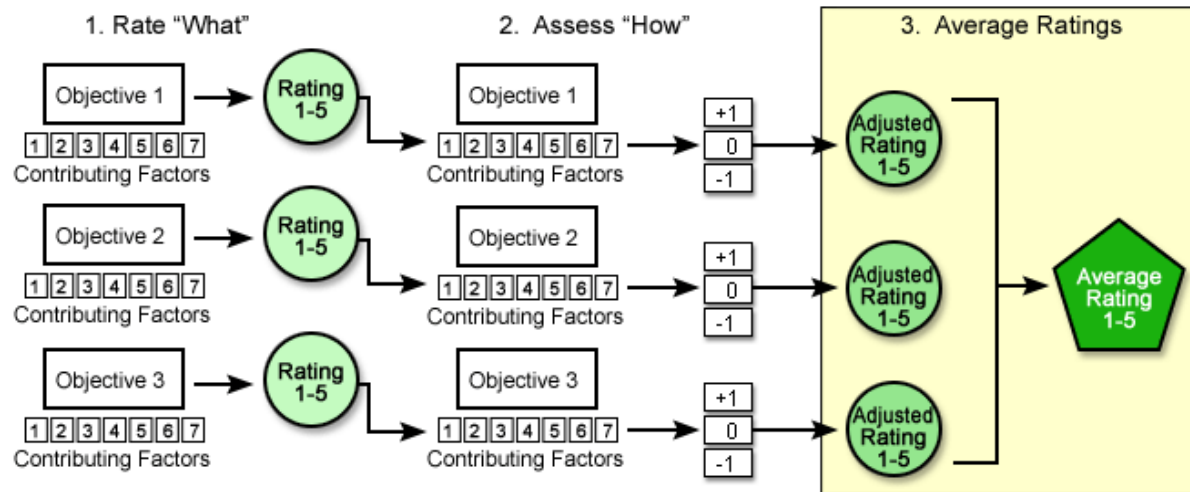 1. Rate “What”
2. Assess “How”
3. Average Ratings
Objective 1
Rating
1-5
1 2 3 4 5 6 7
Contributing Factors
Objective 1
1 2 3 4 5 6 7
Contributing Factors
+1
0
-1
Adjusted
Rating
1-5
Objective 2
Rating
1-5
1 2 3 4 5 6 7
Contributing Factors
Objective 2
1 2 3 4 5 6 7
Contributing Factors
+1
0
-1
Adjusted
Rating
1-5
Average
Rating
1-5
Objective 3
Rating
1-5
1 2 3 4 5 6 7
Contributing Factors
Objective 3
1 2 3 4 5 6 7
Contributing Factors
+1
0
-1
Adjusted
Rating
1-5